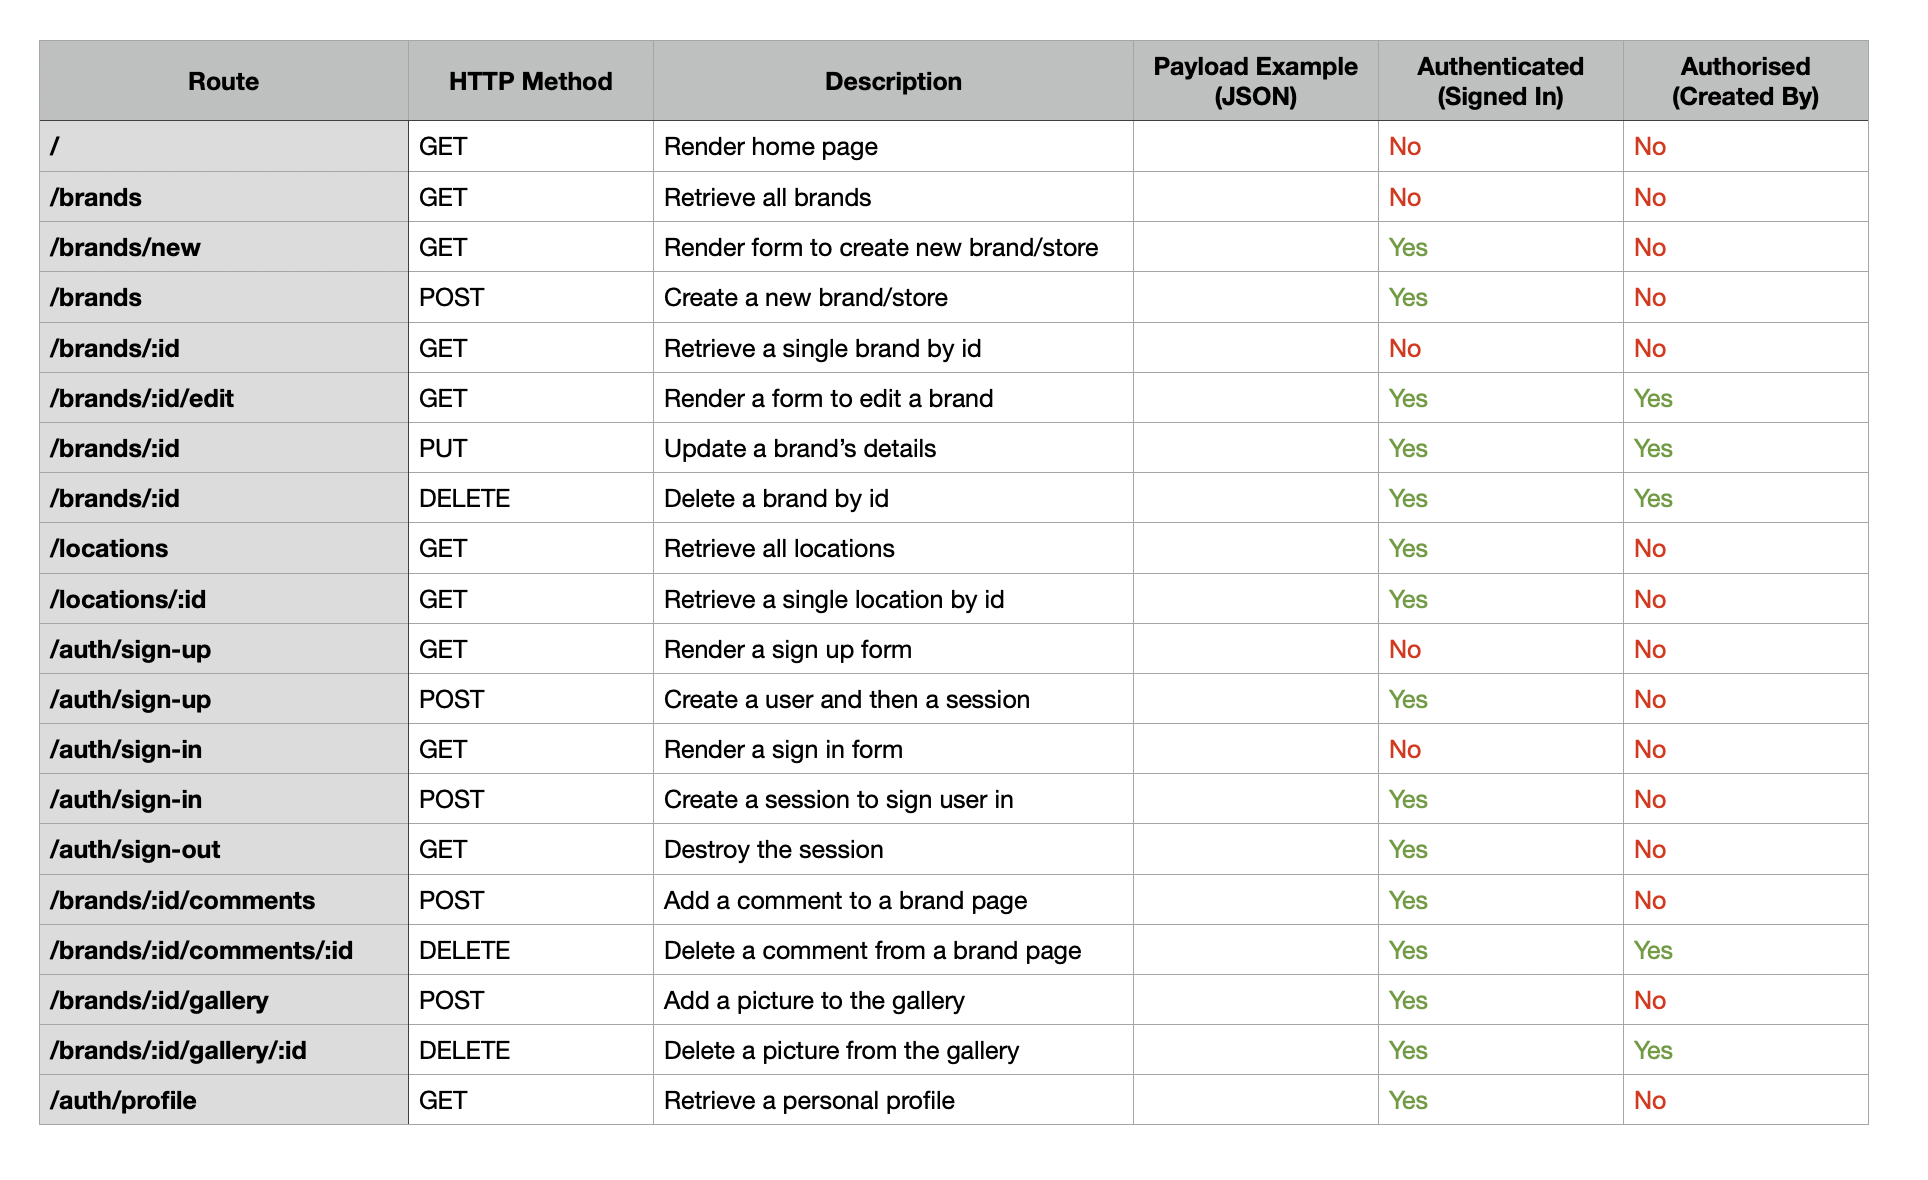 Route HTTP Method Description Payload Example (JSON) Authenticated (Signed In) Authorised (Created By)
/ GET Render home page No No
/brands GET Retrieve all brands No No
/brands/new GET Render form to create new brand/store Yes No
/brands POST Create a new brand/store Yes No
/brands/:id GET Retrieve a single brand by id No No
/brands/:id/edit GET Render a form to edit a brand Yes Yes
/brands/:id PUT Update a brand’s details Yes Yes
/brands/:id DELETE Delete a brand by id Yes Yes
/locations GET Retrieve all locations Yes No
/locations/:id GET Retrieve a single location by id Yes No
/auth/sign-up GET Render a sign up form No No
/auth/sign-up POST Create a user and then a session Yes No
/auth/sign-in GET Render a sign in form No No
/auth/sign-in POST Create a session to sign user in Yes No
/auth/sign-out GET Destroy the session Yes No
/brands/:id/comments POST Add a comment to a brand page Yes No
/brands/:id/comments/:id DELETE Delete a comment from a brand page Yes Yes
/brands/:id/gallery POST Add a picture to the gallery Yes No
/brands/:id/gallery/:id DELETE Delete a picture from the gallery Yes Yes
/auth/profile GET Retrieve a personal profile Yes No